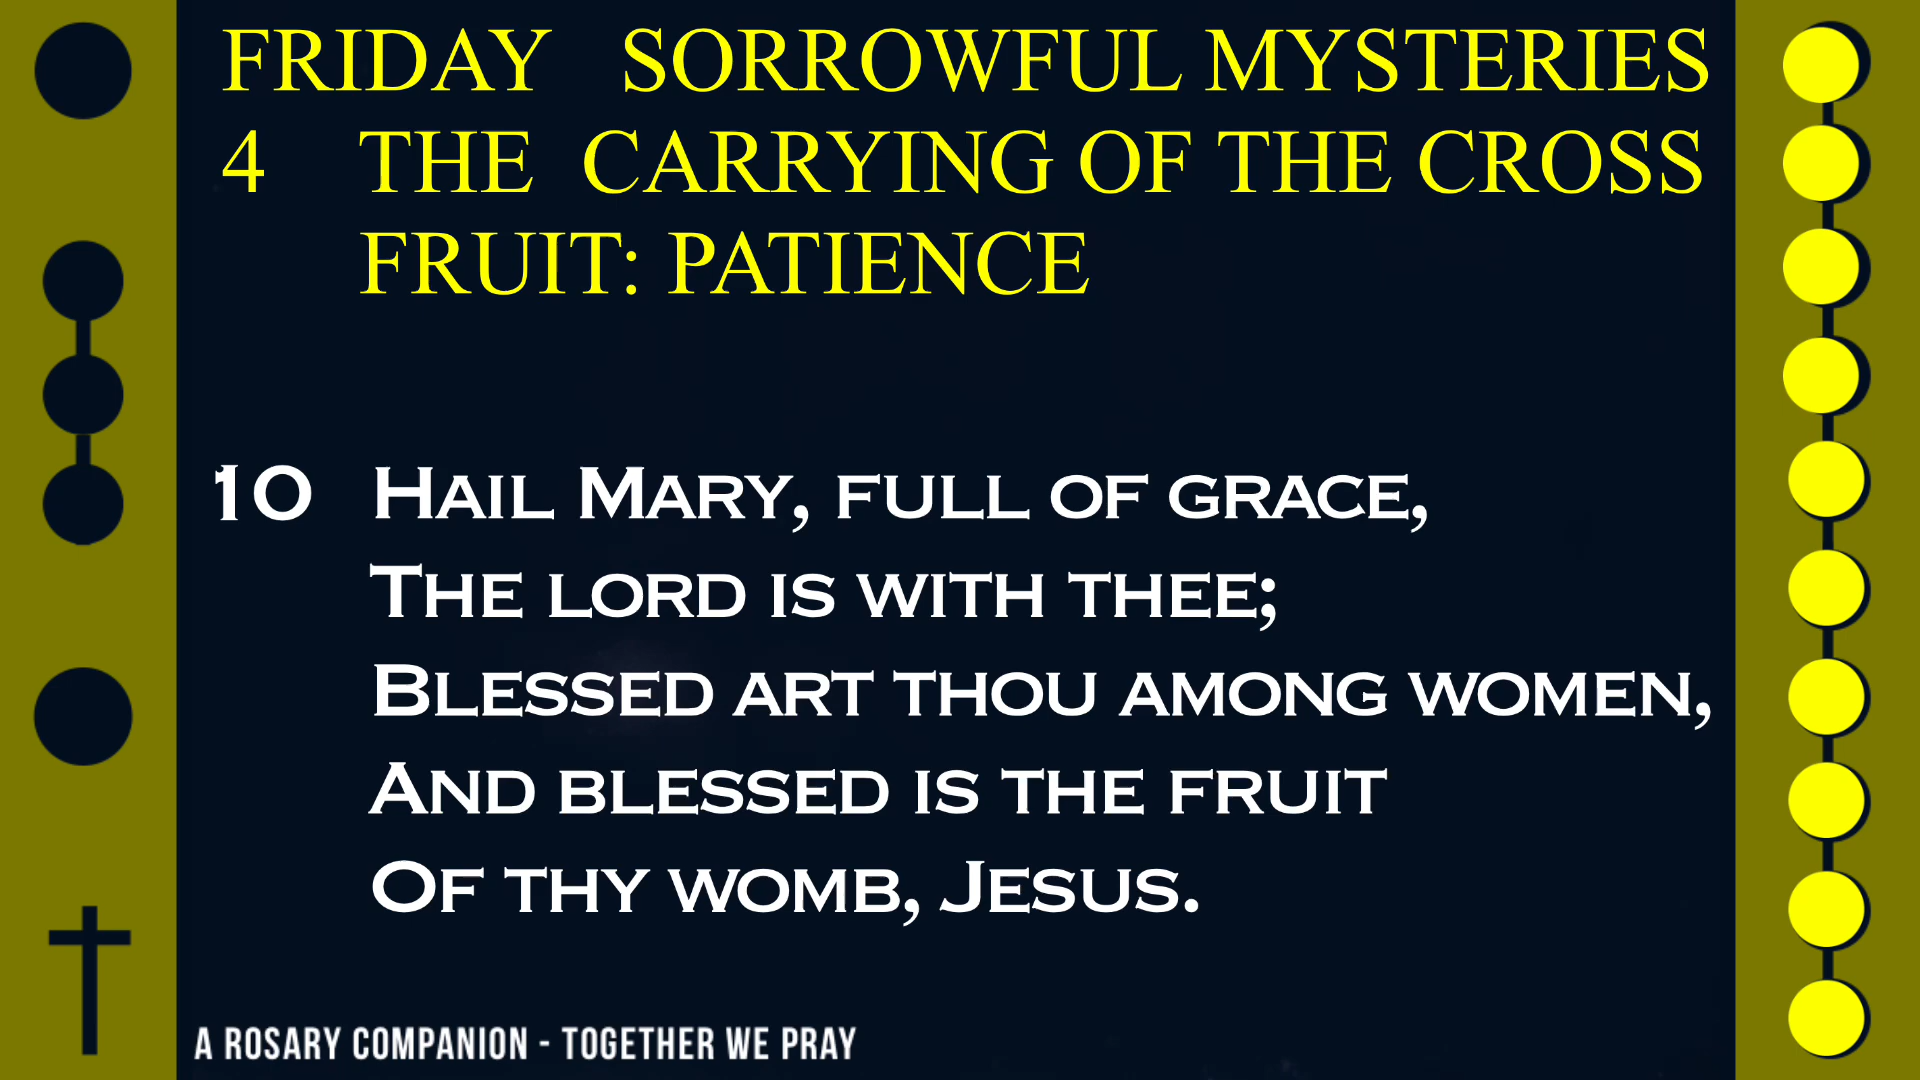 FRIDAY SORROWFUL MYSTERIES
4 THE CARRYING OF THE CROSS
FRUIT: PATIENCE
10 Hail Mary, full of grace,
The lord is with thee;
Blessed art thou among women,
And blessed is the fruit
Of thy womb, Jesus.
A ROSARY COMPANION - TOGETHER WE PRAY